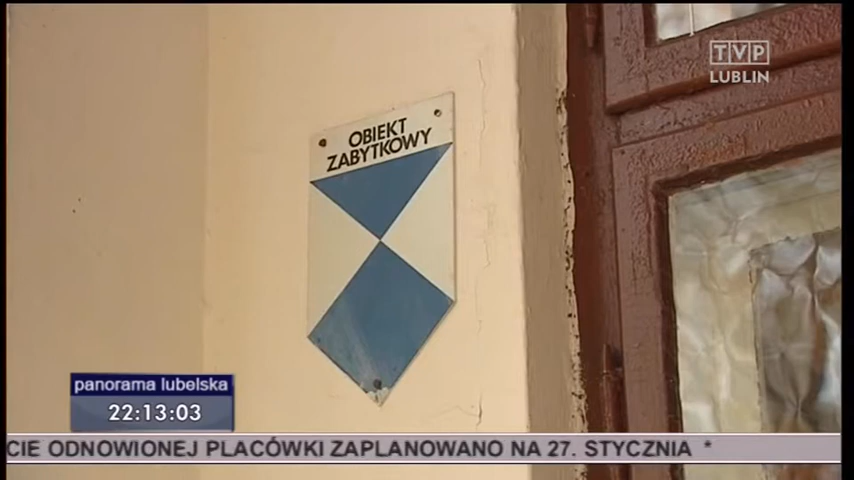 TVP
LUBLIN
OBIEKT
ZABYTKOWY
panorama lubelska
22:13:03
CIE ODNOWIONEJ PLACÓWKI ZAPLANOWANO NA 27. STYCZNIA *